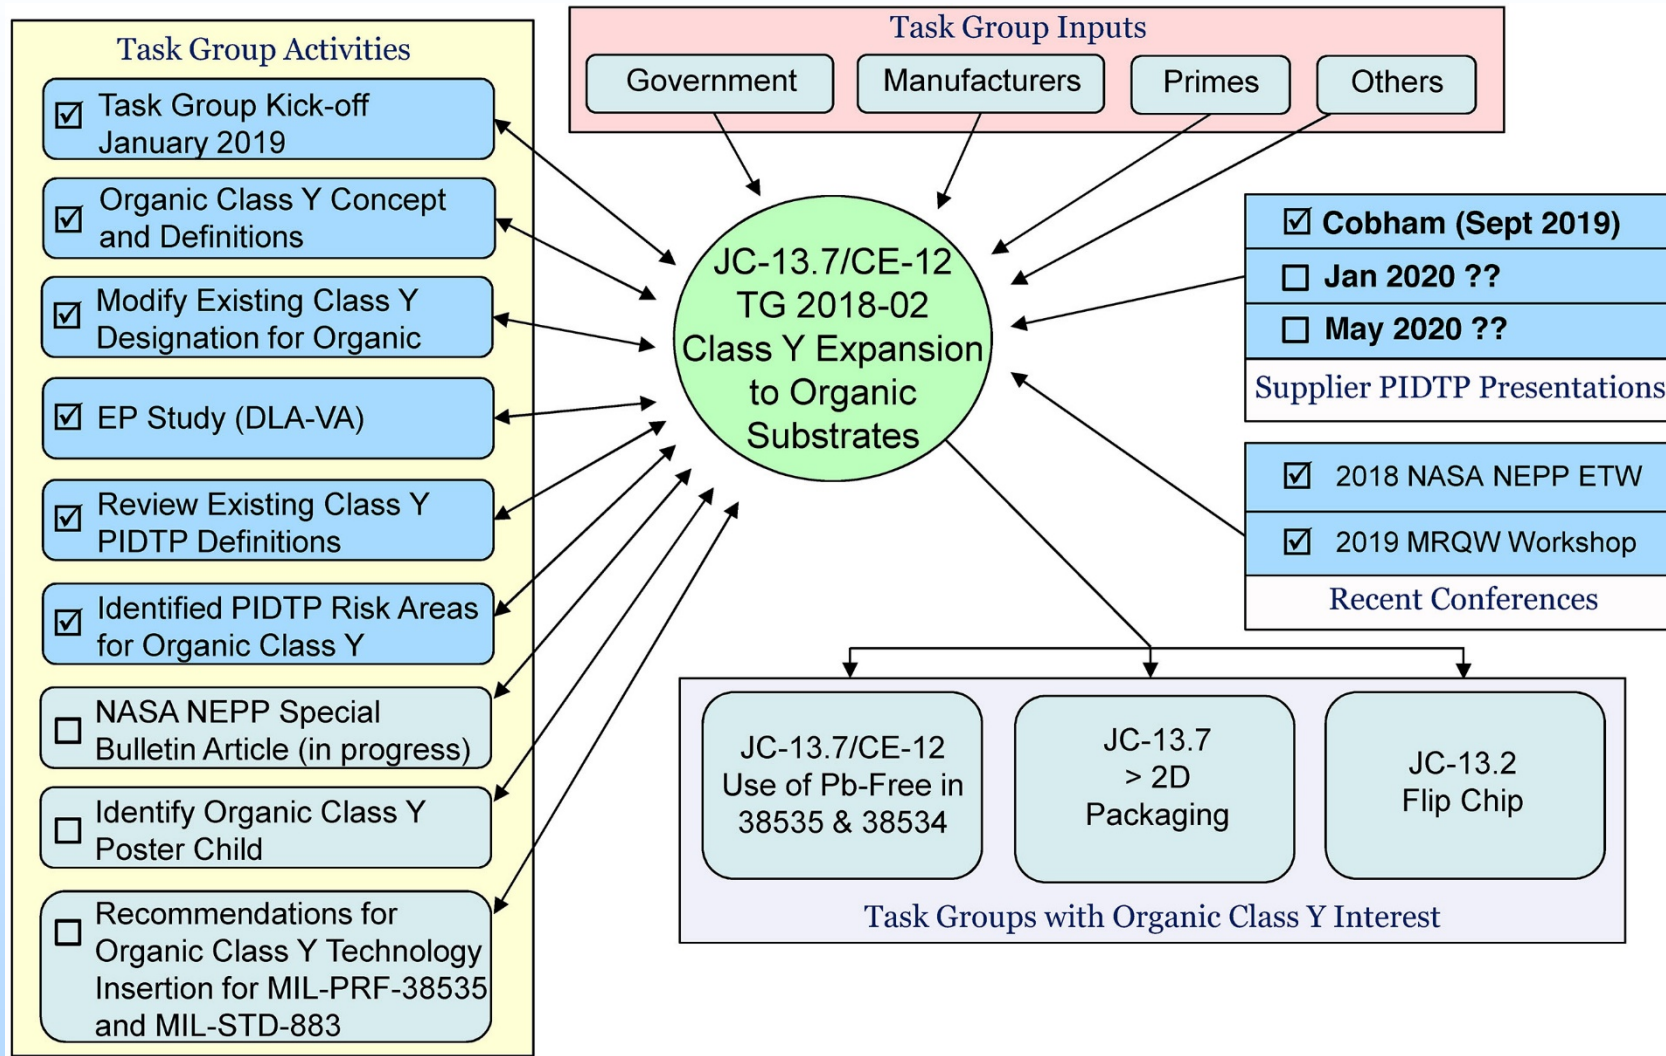 Task Group Activities
Task Group Kick-off
January 2019
Organic Class Y Concept
and Definitions
Modify Existing Class Y
Designation for Organic
EP Study (DLA-VA)
Review Existing Class Y
PIDTP Definitions
Identified PIDTP Risk Areas
for Organic Class Y
NASA NEPP Special
Bulletin Article (in progress)
Identify Organic Class Y
Poster Child
Recommendations for
Organic Class Y Technology
Insertion for MIL-PRF-38535
and MIL-STD-883
Task Group Inputs
Government
Manufacturers
Primes
Others
JC-13.7/CE-12
TG 2018-02
Class Y Expansion
to Organic
Substrates
Cobham (Sept 2019)
Jan 2020 ??
May 2020 ??
Supplier PIDTP Presentations
2018 NASA NEPP ETW
2019 MRQW Workshop
Recent Conferences
JC-13.7/CE-12
Use of Pb-Free in
38535 & 38534
JC-13.7
> 2D
Packaging
JC-13.2
Flip Chip
Task Groups with Organic Class Y Interest